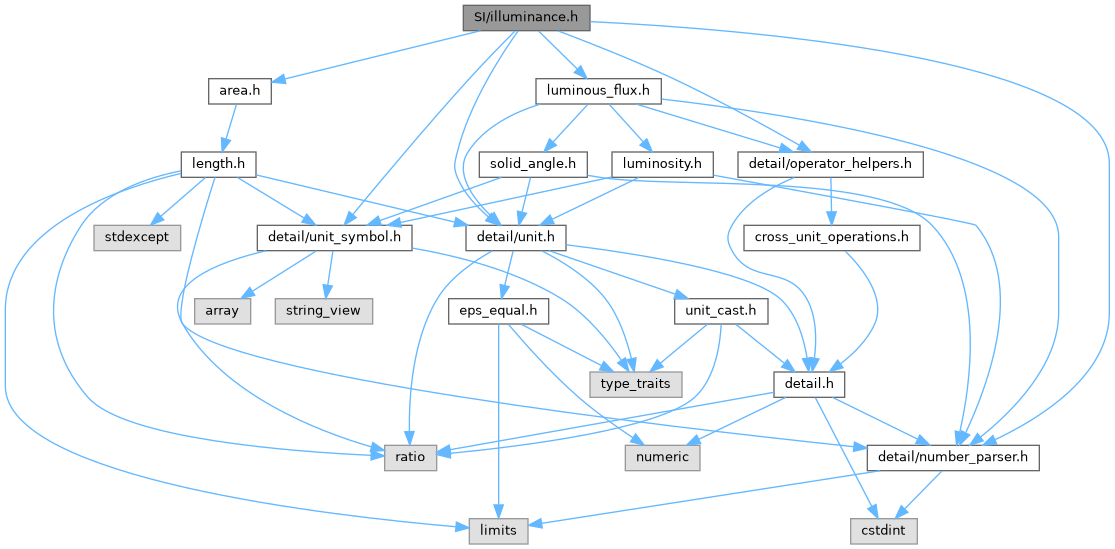 SI/illuminance.h
area.h
luminous_flux.h
length.h
solid_angle.h
luminosity.h
detail/operator_helpers.h
stdexcept
detail/unit_symbol.h
detail/unit.h
cross_unit_operations.h
array
string_view
eps_equal.h
unit_cast.h
type_traits
detail.h
ratio
numeric
detail/number_parser.h
limits
cstdint